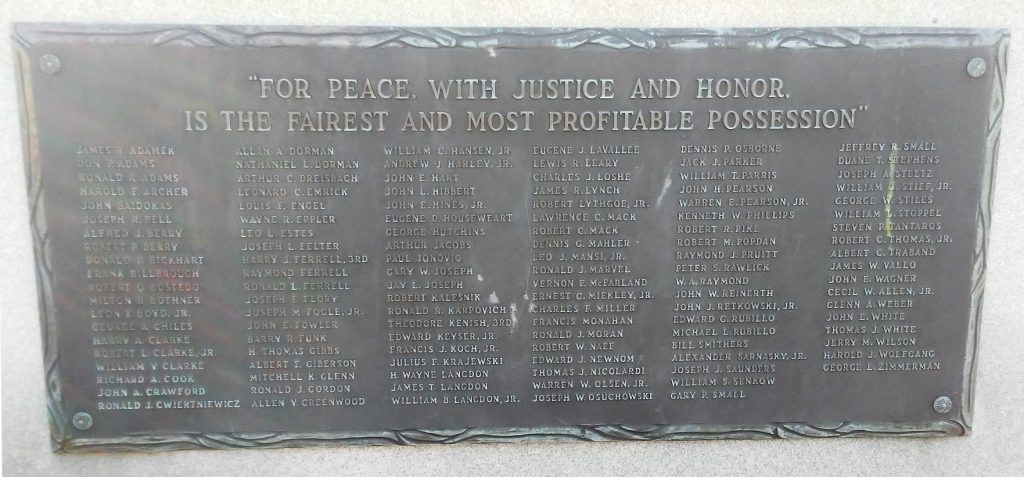 "FOR PEACE, WITH JUSTICE AND HONOR,
IS THE FAIREST AND MOST PROFITABLE POSSESSION"
JAMES R. ADAMEK
DON P. ADAMS
RONALD A. ADAMS
HAROLD F. ARCHER
JOHN BAIDOKAS
JOSEPH R. BELL
ALFRED J. BERRY
ROBERT P. BERRY
DONALD P. BICKHART
FRANK BILLBROUGH
ROBERT O. BOSTEDO
MILTON R. BOTHNER
LEON F. BOYD, JR.
GEORGE A. CHILES
HARRY A. CLARKE
ROBERT L. CLARKE, JR.
WILLIAM V. CLARKE
RICHARD A. COOK
JOHN A. CRAWFORD
RONALD J. CWIERTNIEWICZ
ALLAN A. DORMAN
NATHANIEL L. DORMAN
ARTHUR C. DREISBACH
LEONARD C. EMRICK
LOUIS F. ENGEL
WAYNE R. EPPLER
LEO L. ESTES
JOSEPH L. FELTER
HARRY J. FERRELL, 3RD
RAYMOND FERRELL
RONALD L. FERRELL
JOSEPH F. FLORY
JOSEPH M. FOGLE, JR.
JOHN E. FOWLER
BARRY R. FUNK
H. THOMAS GIBBS
ALBERT T. GIBERSON
MITCHELL K. GLENN
RONALD J. GORDON
ALLEN V. GREENWOOD
WILLIAM C. HANSEN, JR.
ANDREW J. HARLEY, JR.
JOHN E. HART
JOHN L. HIBBERT
JOHN E. HINES, JR.
EUGENE D. HOUSEWEART
GEORGE HUTCHINS
ARTHUR JACOBS
PAUL JONOVIC
GARY W. JOSEPH
JAY L. JOSEPH
ROBERT KALESNIK
RONALD R. KARPOVICH
THEODORE KENISH, 3RD
EDWARD KEYSER, JR.
FRANCIS J. KOCH, JR.
JULIUS F. KRAJEWSKI
H. WAYNE LANGDON
JAMES T. LANGDON
WILLIAM B. LANGDON, JR.
EUGENE J. LAVALLEE
LEWIS R. LEARY
CHARLES J. LOSHE
JAMES R. LYNCH
ROBERT LYTHGOE, JR.
LAWRENCE C. MACK
ROBERT C. MACK
DENNIS G. MAHLER
LEO J. MANSI, JR.
RONALD J. MARVEL
VERNON F. McFARLAND
ERNEST C. MIEKLEY, JR.
CHARLES F. MILLER
FRANCIS MONAHAN
RONALD J. MORAN
ROBERT W. NAEF
EDWARD J. NEWNOM
THOMAS J. NICOLARDI
WARREN W. OLSEN, JR.
JOSEPH W. OSUCHOWSKI
DENNIS P. OSBORNE
JACK J. PARKER
WILLIAM T. PARRIS
JOHN H. PEARSON
WARREN E. PEARSON, JR.
KENNETH W. PHILLIPS
ROBERT R. PIKE
ROBERT M. POPDAN
RAYMOND J. PRUITT
PETER S. RAWLICK
W. A. RAYMOND
JOHN W. REINERTH
JOHN J. RETKOWSKI, JR.
EDWARD G. RUBILLO
MICHAEL L. RUBILLO
BILL SMITHERS
ALEXANDER SARNASKY, JR.
JOSEPH J. SAUNDERS
WILLIAM S. SENKOW
GARY P. SMALL
JEFFREY R. SMALL
DUANE T. STEPHENS
JOSEPH A. STELTZ
WILLIAM J. STIEF, JR.
GEORGE W. STILES
WILLIAM L. STOPPEL
STEVEN P. TANTAROS
ROBERT C. THOMAS, JR.
ALBERT C. TRABAND
JAMES W. VALLO
JOHN E. WAGNER
CECIL W. ALLEN, JR.
GLENN A. WEBER
JOHN E. WHITE
THOMAS J. WHITE
JERRY M. WILSON
HAROLD J. WOLFGANG
GEORGE L. ZIMMERMAN